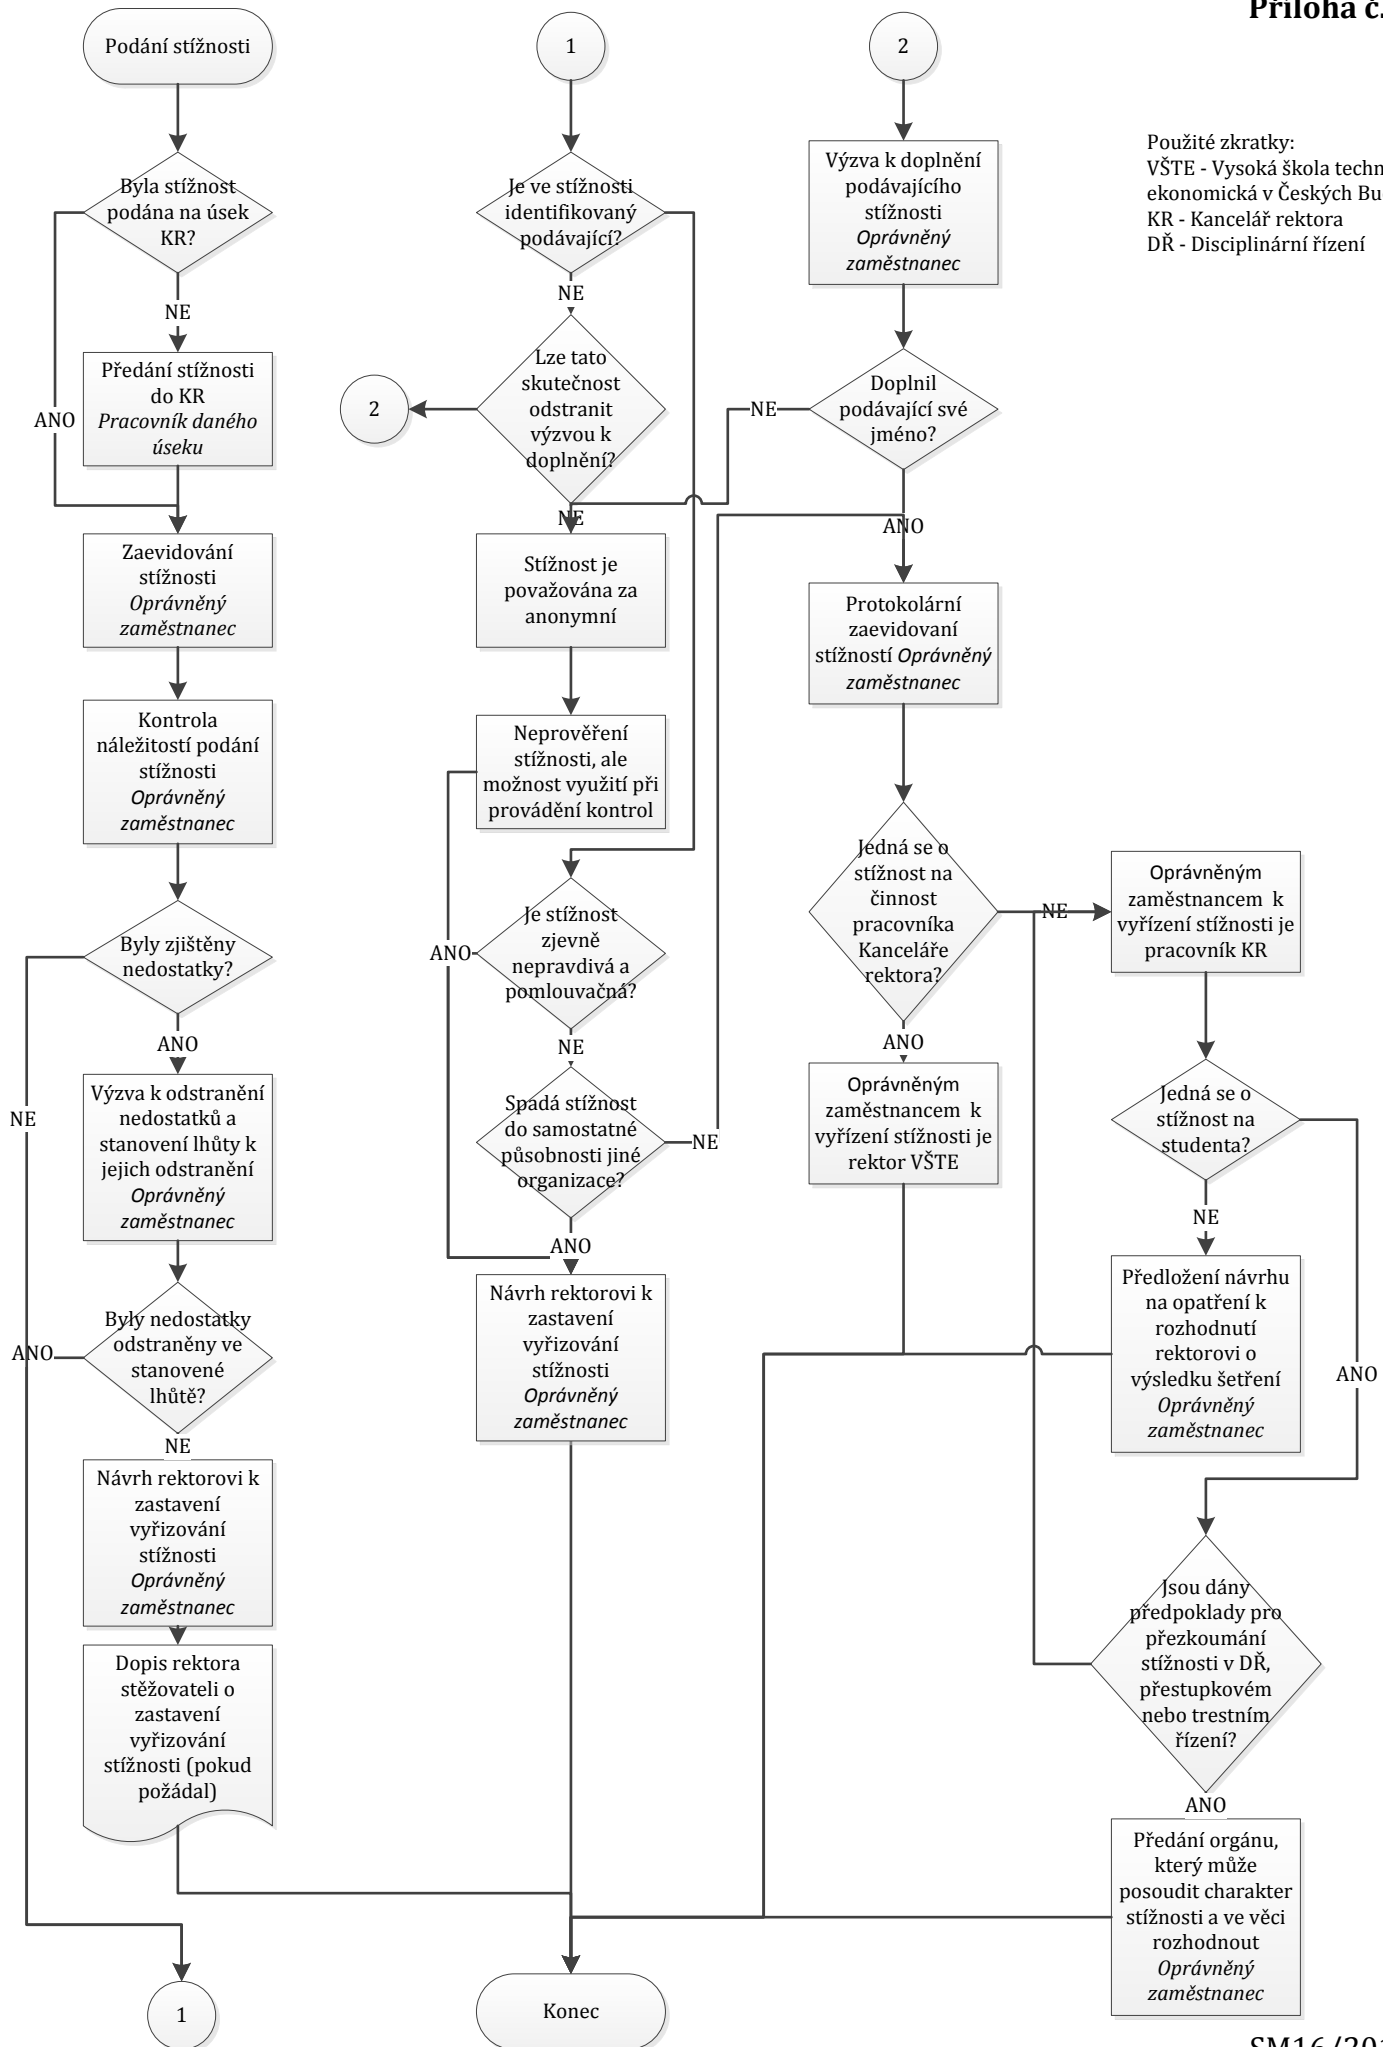 Příloha č.
Podání stížnosti
Byla stížnost
podána na úsek
KR?
NE
ANO
Předání stížnosti
do KR
Pracovník daného
úseku
Zaevidování
stížnosti
Oprávněný
zaměstnanec
Kontrola
náležitostí podání
stížnosti
Oprávněný
zaměstnanec
Byly zjištěny
nedostatky?
ANO
NE
Výzva k odstranění
nedostatků a
stanovení lhůty k
jejich odstranění
Oprávněný
zaměstnanec
Byly nedostatky
odstraněny ve
stanovené
lhůtě?
ANO
NE
Návrh rektorovi k
zastavení
vyřizování
stížnosti
Oprávněný
zaměstnanec
Dopis rektora
stěžovateli o
zastavení
vyřizování
stížnosti (pokud
požádal)
1
1
Je ve stížnosti
identifikovaný
podávající?
NE
Lze tato
skutečnost
odstranit
výzvou k
doplnění?
2
NE
Stížnost je
považována za
anonymní
Neprověření
stížnosti, ale
možnost využití při
provádění kontrol
Je stížnost
zjevně
nepravdivá a
pomlouvačná?
ANO
NE
Spadá stížnost
do samostatné
působnosti jiné
organizace?
NE
ANO
Návrh rektorovi k
zastavení
vyřizování
stížnosti
Oprávněný
zaměstnanec
Konec
2
Výzva k doplnění
podávajícího
stížnosti
Oprávněný
zaměstnanec
Doplnil
podávající své
jméno?
NE
ANO
Protokolární
zaevidovaní
stížností Oprávněný
zaměstnanec
Jedná se o
stížnost na
činnost
pracovníka
Kanceláře
rektora?
NE
ANO
Oprávněným
zaměstnancem k
vyřízení stížnosti je
rektor VŠTE
Použité zkratky:
VŠTE - Vysoká škola techn
ekonomická v Českých Bu
KR - Kancelář rektora
DŘ - Disciplinární řízení
Oprávněným
zaměstnancem k
vyřízení stížnosti je
pracovník KR
Jedná se o
stížnost na
studenta?
NE
ANO
Předložení návrhu
na opatření k
rozhodnutí
rektorovi o
výsledku šetření
Oprávněný
zaměstnanec
Jsou dány
předpoklady pro
přezkoumání
stížnosti v DŘ,
přestupkovém
nebo trestním
řízení?
ANO
Předání orgánu,
který může
posoudit charakter
stížnosti a ve věci
rozhodnout
Oprávněný
zaměstnanec